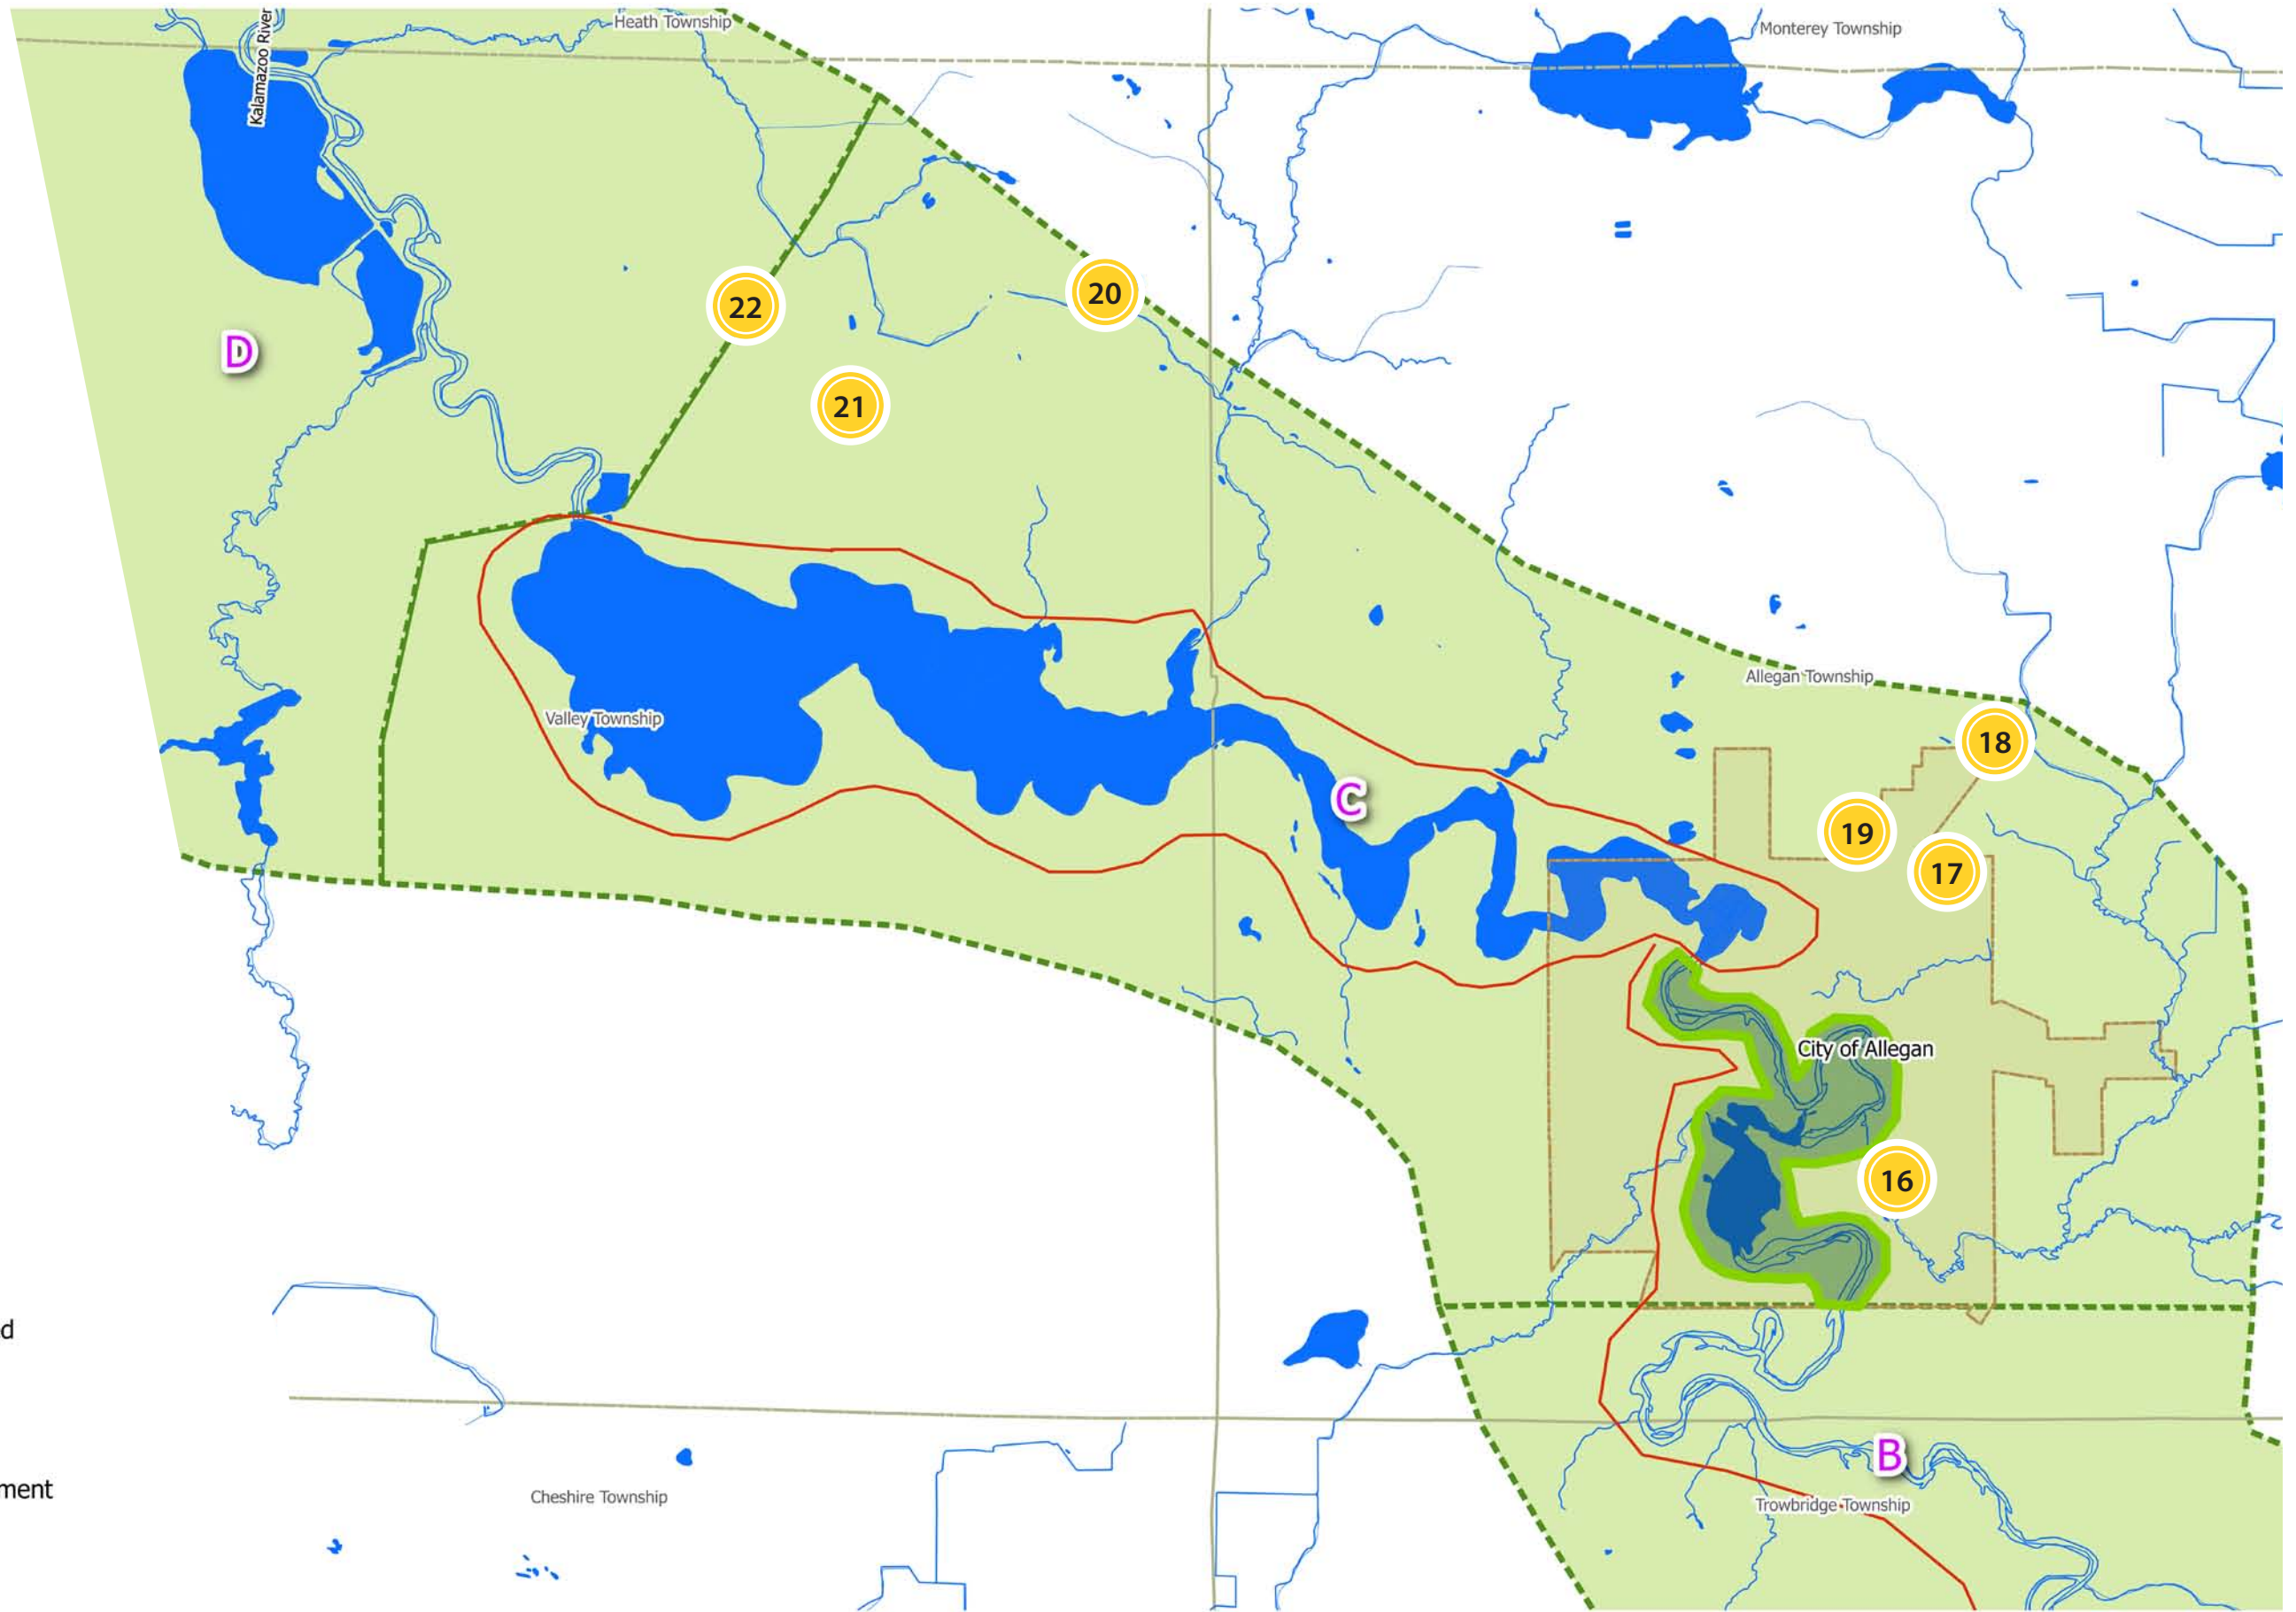 Heath Township
Monterey Township
Kalamazoo River
20
22
D
21
Allegan Township
Valley Township
18
C
19
17
City of Allegan
16
d
B
ment
Cheshire Township
Trowbridge Township